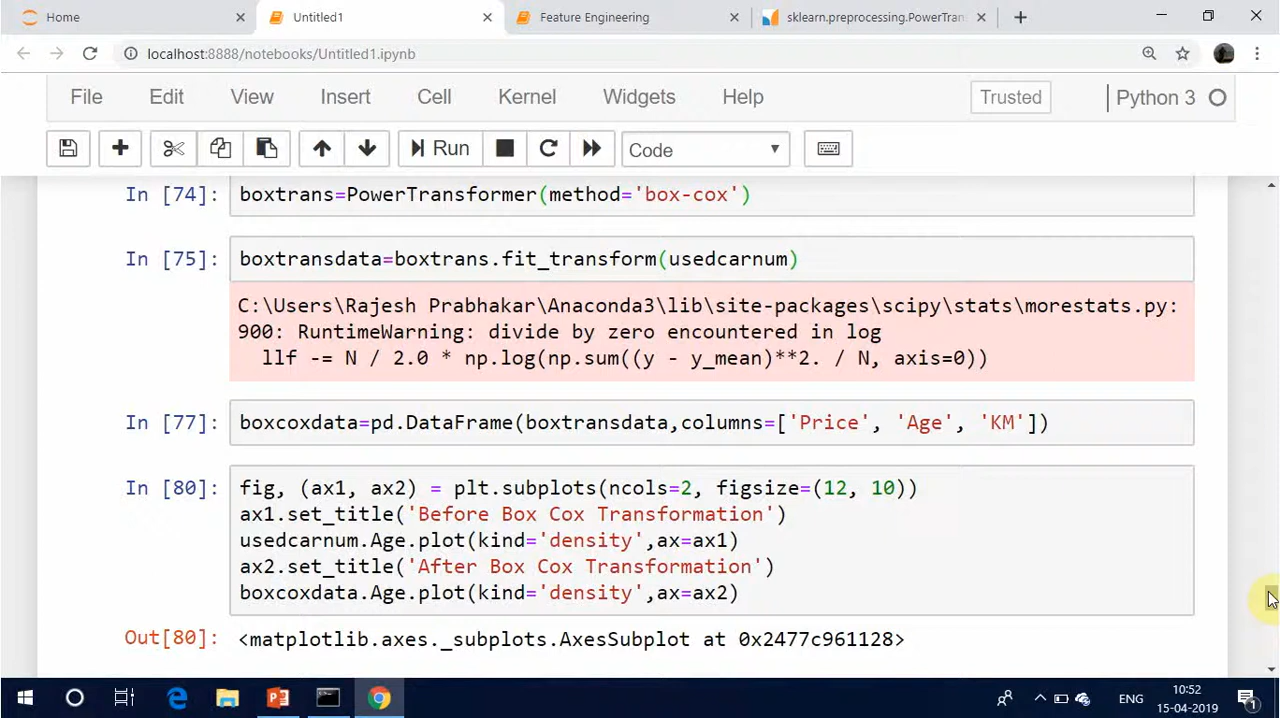 Home
Untitled1
Feature Engineering
sklearn.preprocessing.PowerTran
localhost:8888/notebooks/Untitled1.ipynb
File Edit View Insert Cell Kernel Widgets Help Trusted Python 3
Run Code
In [74]: boxtrans=PowerTransformer(method='box-cox')
In [75]: boxtransdata=boxtrans.fit_transform(usedcarnum)
C:\Users\Rajesh Prabhakar\Anaconda3\lib\site-packages\scipy\stats\morestats.py:
900: RuntimeWarning: divide by zero encountered in log
llf -= N / 2.0 * np.log(np.sum((y - y_mean)**2. / N, axis=0))
In [77]: boxcoxdata=pd.DataFrame(boxtransdata,columns=['Price', 'Age', 'KM'])
In [80]: fig, (ax1, ax2) = plt.subplots(ncols=2, figsize=(12, 10))
ax1.set_title('Before Box Cox Transformation')
usedcarnum.Age.plot(kind='density',ax=ax1)
ax2.set_title('After Box Cox Transformation')
boxcoxdata.Age.plot(kind='density',ax=ax2)
Out[80]: <matplotlib.axes._subplots.AxesSubplot at 0x2477c961128>
ENG
10:52
15-04-2019
1